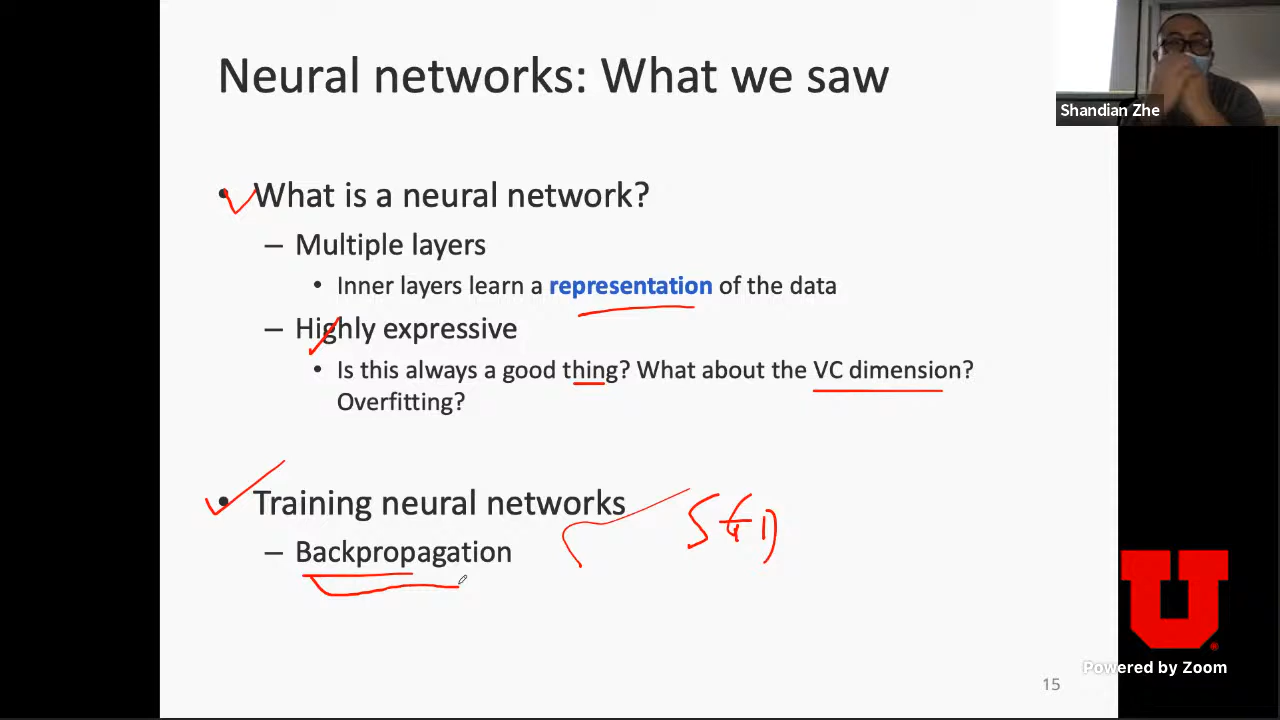 Neural networks: What we saw
Shandian Zhe
• What is a neural network?
– Multiple layers
• Inner layers learn a representation of the data
– Highly expressive
• Is this always a good thing? What about the VC dimension?
Overfitting?
• Training neural networks
SGD
– Backpropagation
U
Powered by Zoom
15